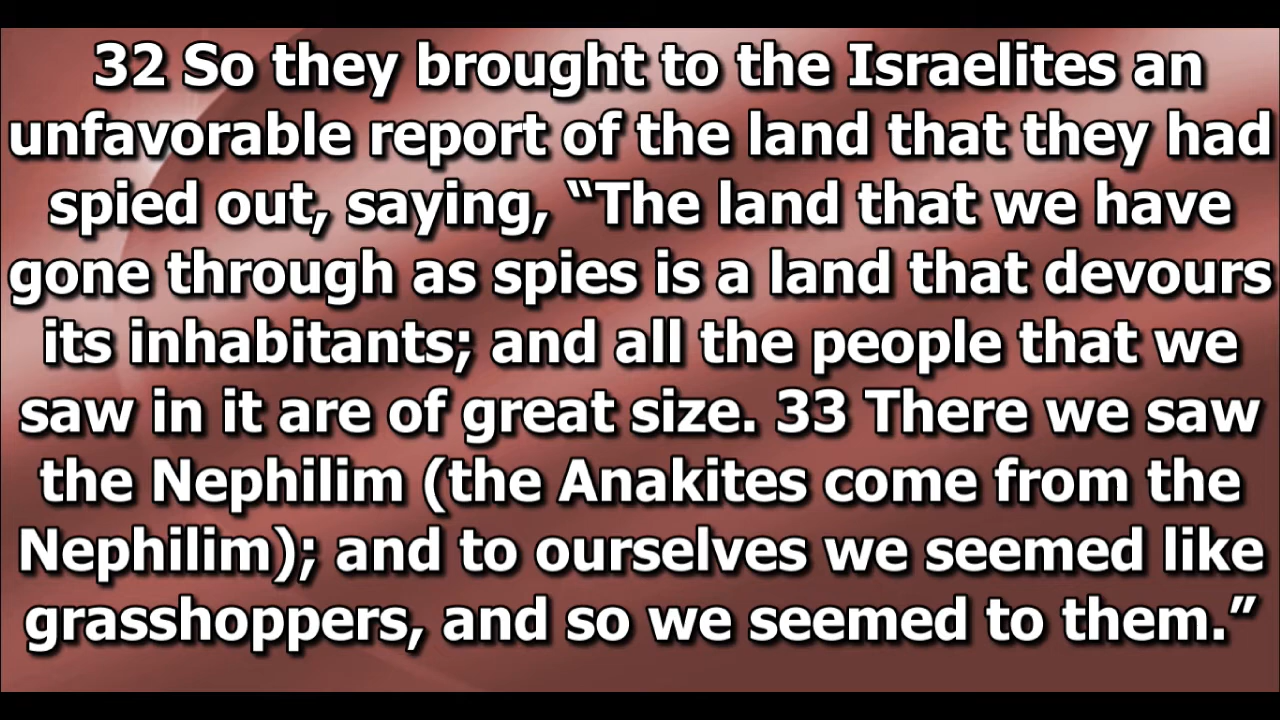 32 So they brought to the Israelites an
unfavorable report of the land that they had
spied out, saying, “The land that we have
gone through as spies is a land that devours
its inhabitants; and all the people that we
saw in it are of great size. 33 There we saw
the Nephilim (the Anakites come from the
Nephilim); and to ourselves we seemed like
grasshoppers, and so we seemed to them.”